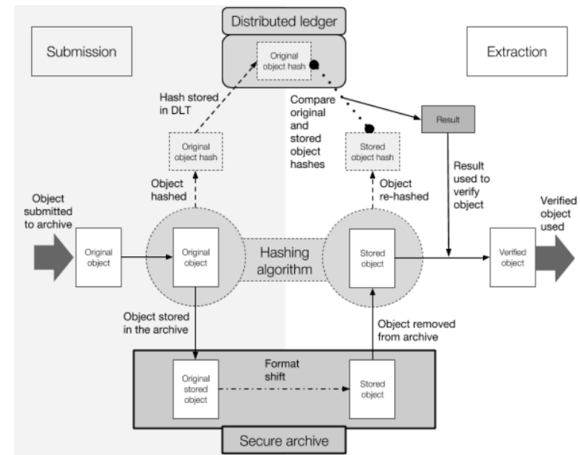 Submission
Distributed ledger
Extraction
Original
object hash
Hash stored
in DLT
Compare
original
and
stored
object
hashes
Result
Original
object hash
Stored
object hash
Object
hashed
Object
re-hashed
Result
used to
verify
object
Object
submitted
to archive
Verified
object
used
Original
object
Original
object
Hashing
algorithm
Stored
object
Verified
object
Object stored
in the archive
Object removed
from archive
Original
stored
object
Format
shift
Stored
object
Secure archive